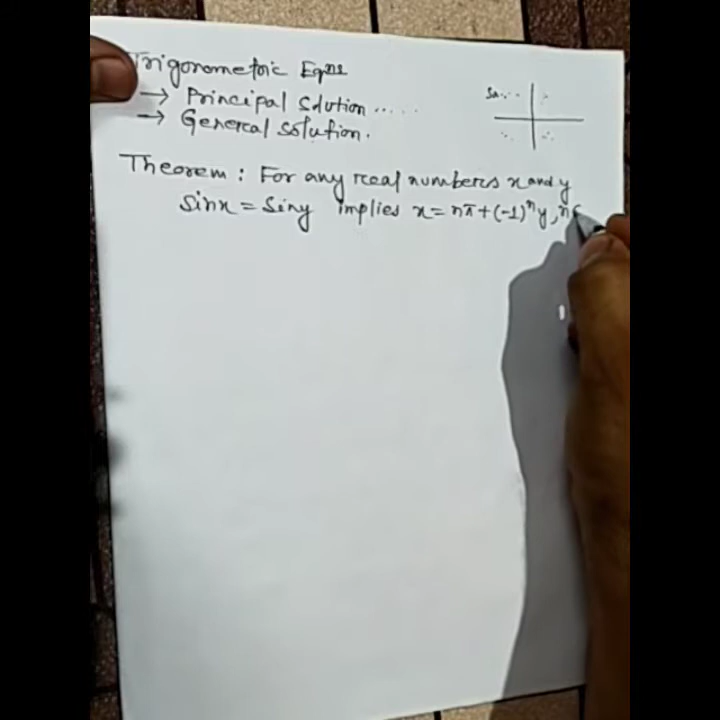 Trigonometric Eqns
→ Principal Solution .....
→ General Solution.
Theorem : For any real numbers x and y
sinx = siny implies x = nπ + (-1)ⁿy, n